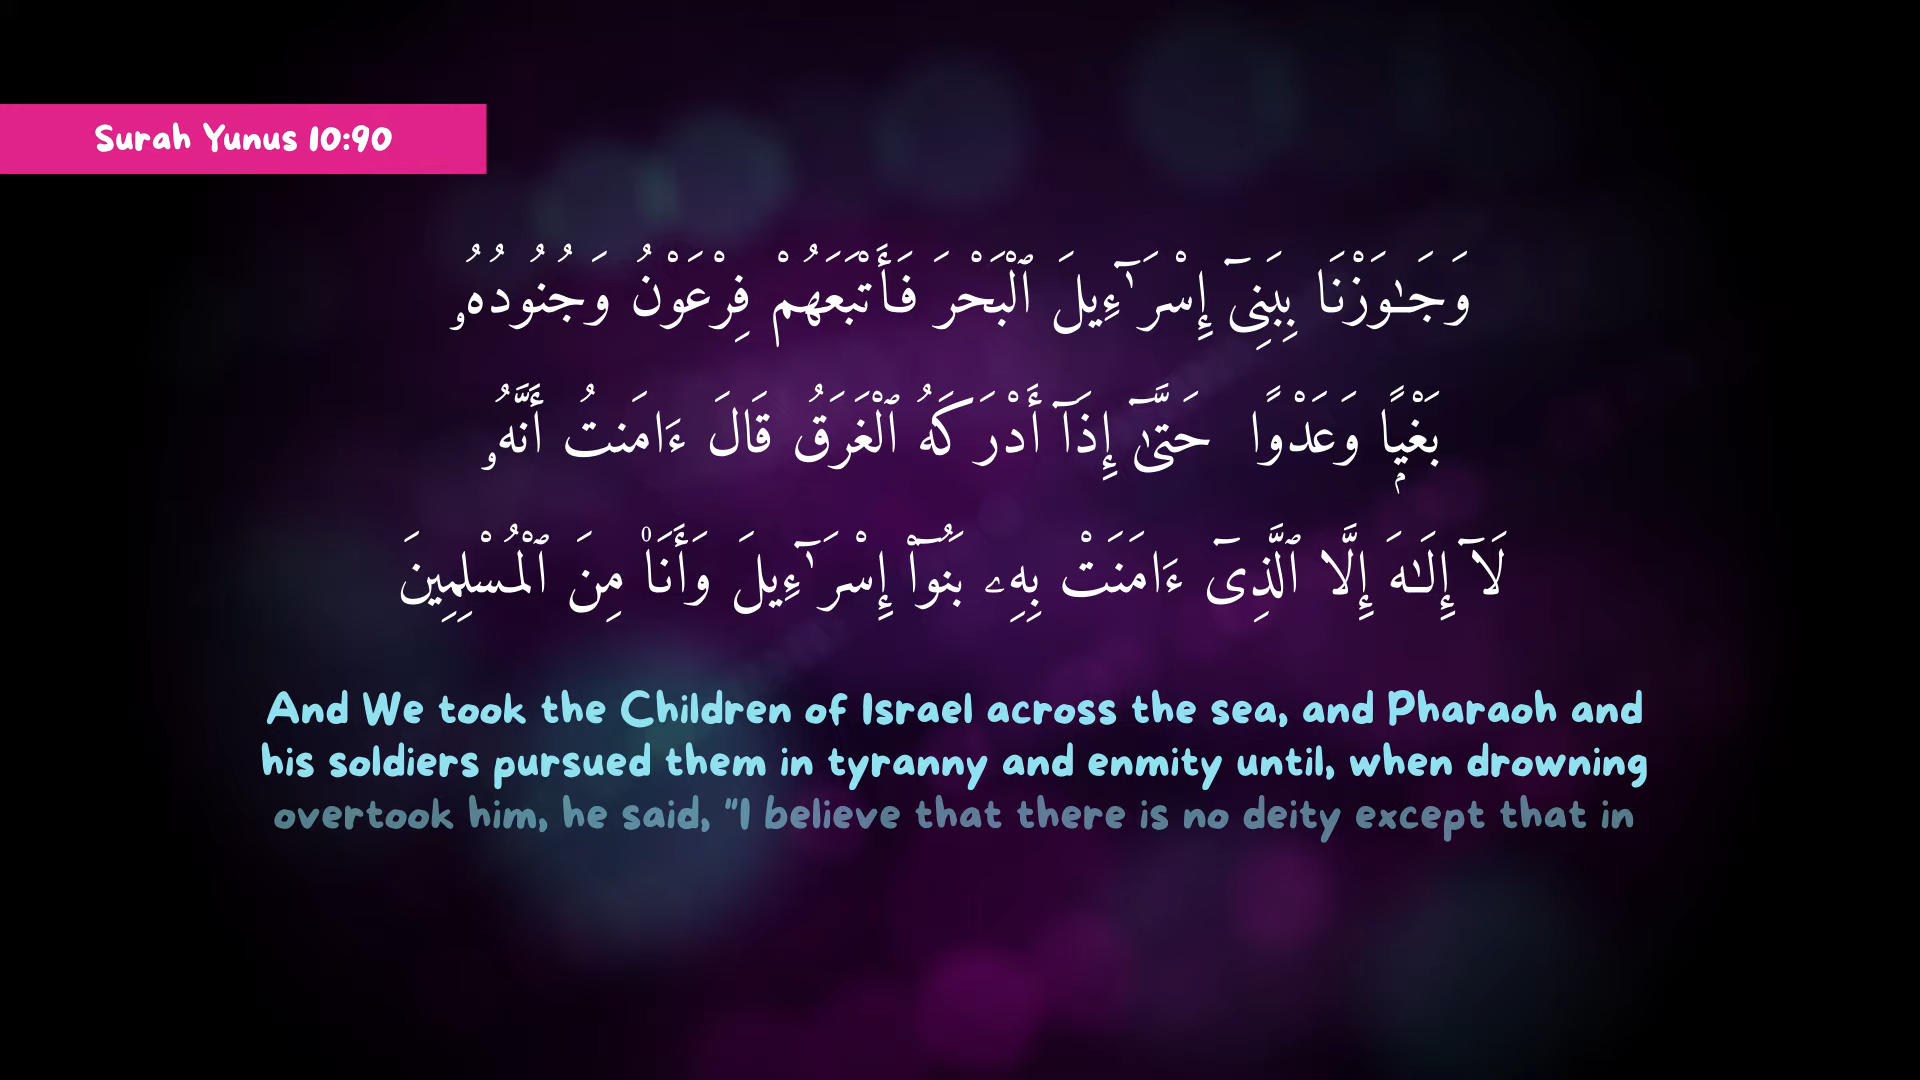 Surah Yunus 10:90
وَجَـٰوَزْنَا بِبَنِىٓ إِسْرَٰٓءِيلَ ٱلْبَحْرَ فَأَتْبَعَهُمْ فِرْعَوْنُ وَجُنُودُهُۥ
بَغْيًۭا وَعَدْوًا حَتَّىٰٓ إِذَآ أَدْرَكَهُ ٱلْغَرَقُ قَالَ ءَامَنتُ أَنَّهُۥ
لَآ إِلَـٰهَ إِلَّا ٱلَّذِىٓ ءَامَنَتْ بِهِۦ بَنُوٓا۟ إِسْرَٰٓءِيلَ وَأَنَا۠ مِنَ ٱلْمُسْلِمِينَ
And We took the Children of Israel across the sea, and Pharaoh and
his soldiers pursued them in tyranny and enmity until, when drowning
overtook him, he said, "I believe that there is no deity except that in